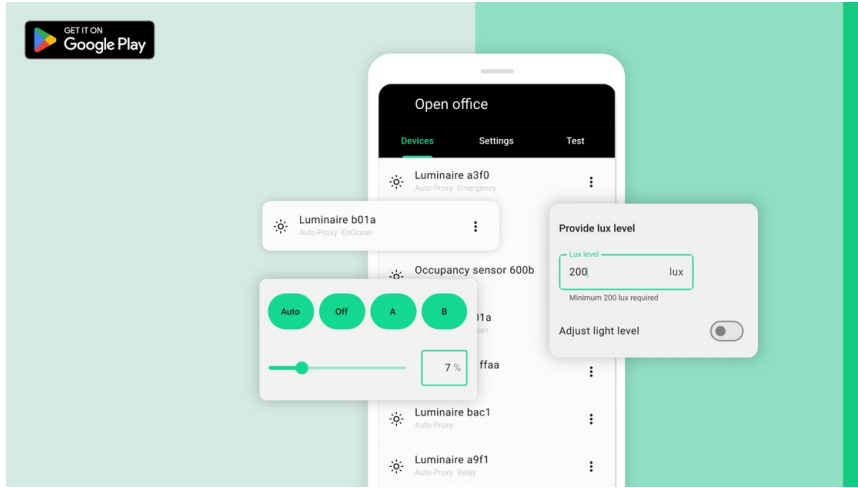 GET IT ON
Google Play
Open office
Devices Settings Test
Luminaire a3f0
Auto-Proxy Emergency
Luminaire b01a
Auto-Proxy EnOcean
Provide lux level
Lux level
200 lux
Minimum 200 lux required
Adjust light level
Occupancy sensor 600b
Auto Off A B
01a
ean
7 %
ffaa
Luminaire bac1
Auto-Proxy
Luminaire a9f1
Auto-Proxy Relay